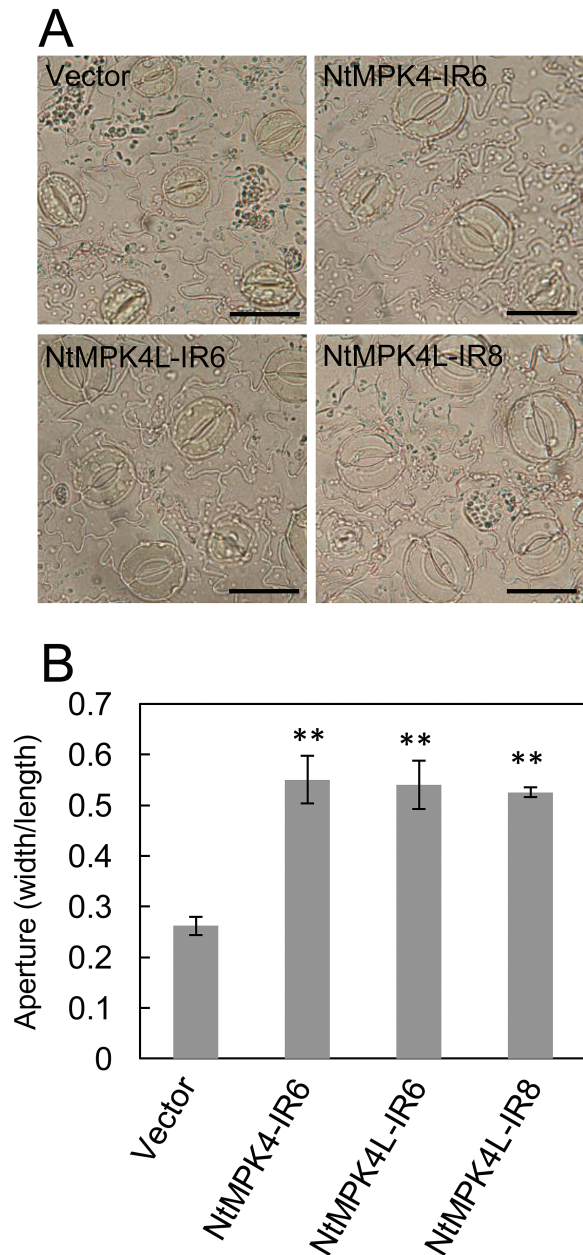 A
Vector
NtMPK4-IR6
NtMPK4L-IR6
NtMPK4L-IR8
B
Aperture (width/length)
0.7
0.6
0.5
0.4
0.3
0.2
0.1
0
**
**
**
Vector
NtMPK4-IR6
NtMPK4L-IR6
NtMPK4L-IR8